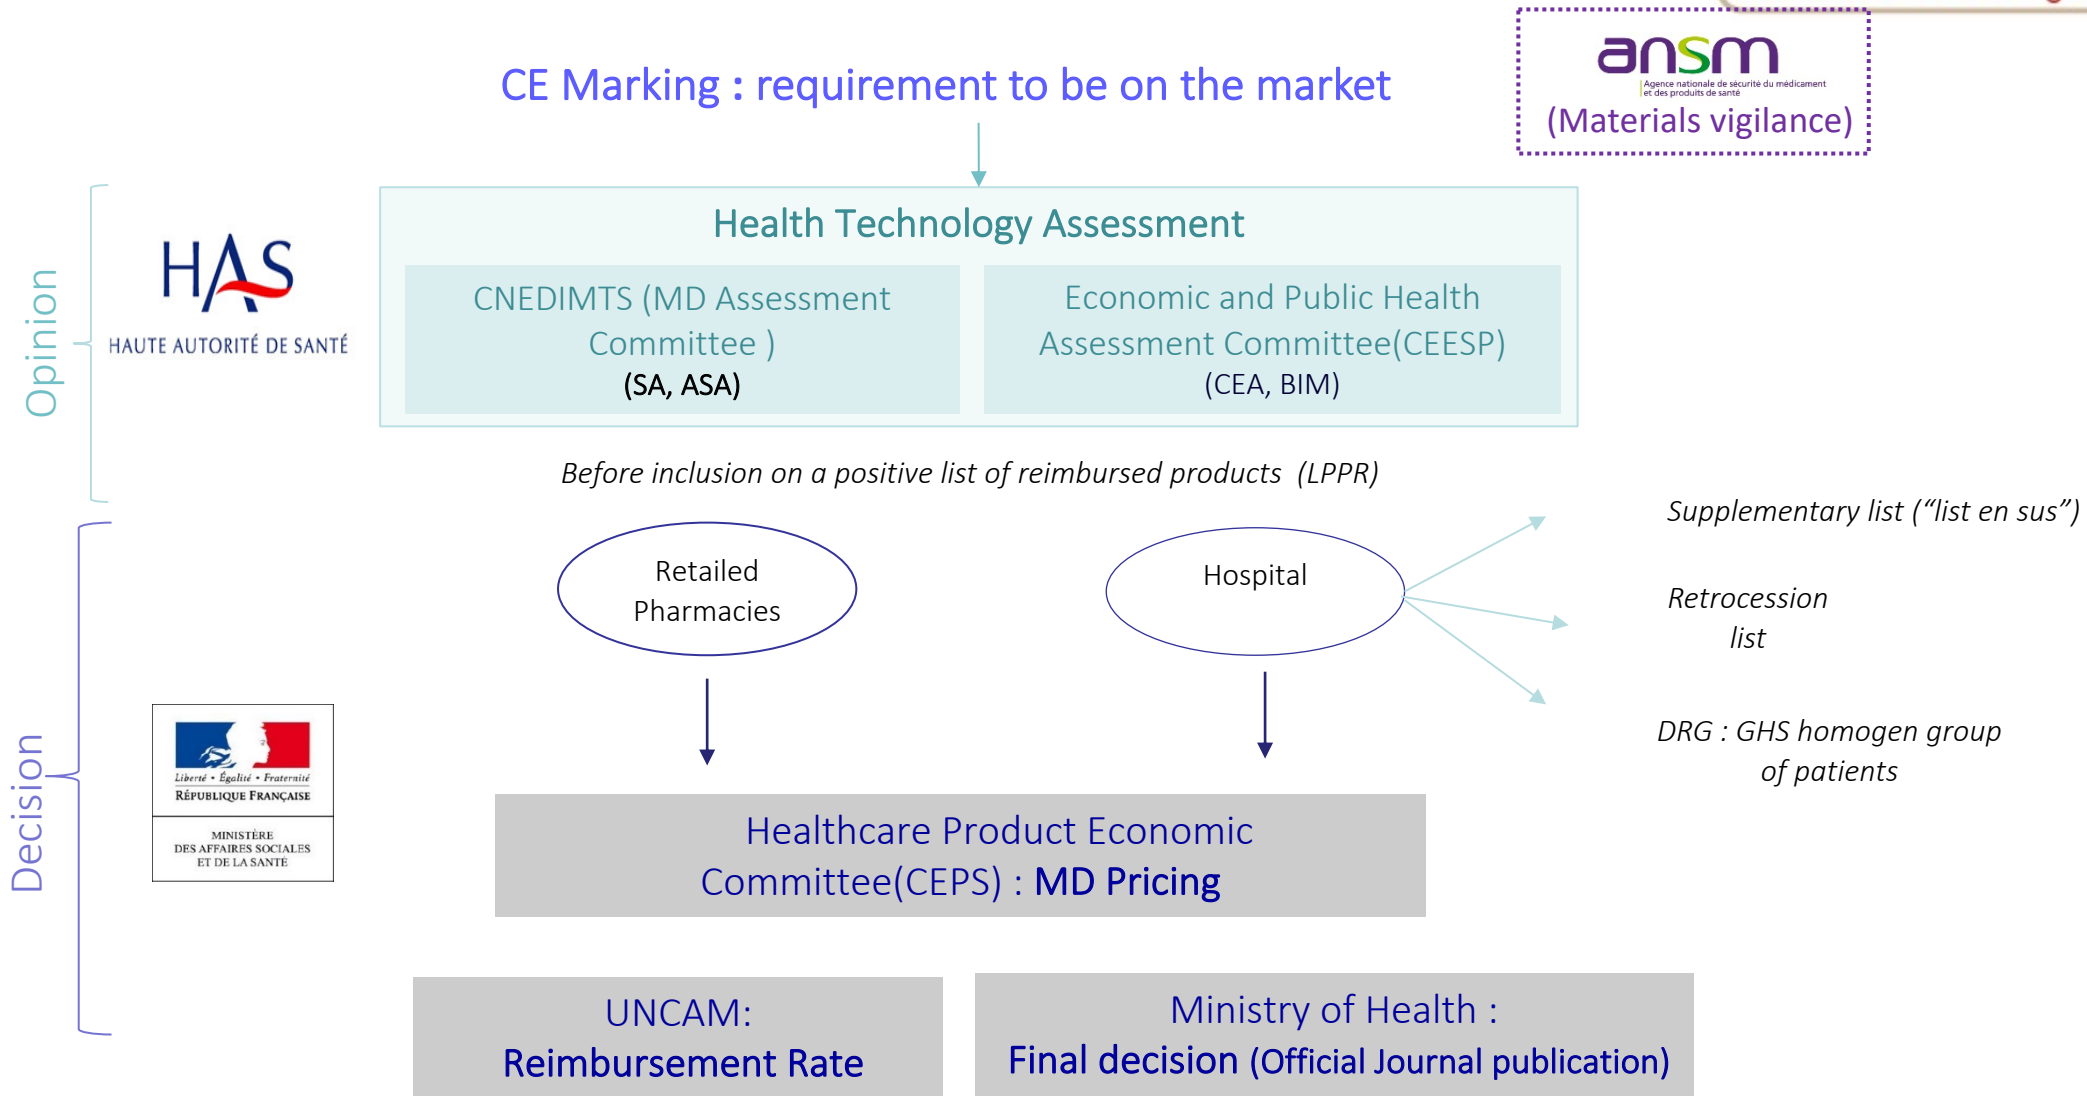 ansm
Agence nationale de sécurité du médicament
et des produits de santé
(Materials vigilance)
CE Marking : requirement to be on the market
Opinion
HAS
HAUTE AUTORITÉ DE SANTÉ
Health Technology Assessment
CNEDIMTS (MD Assessment
Committee )
(SA, ASA)
Economic and Public Health
Assessment Committee(CEESP)
(CEA, BIM)
Before inclusion on a positive list of reimbursed products (LPPR)
Retailed
Pharmacies
Hospital
Supplementary list (“list en sus”)
Retrocession
list
DRG : GHS homogen group
of patients
Decision
Liberté • Égalité • Fraternité
RÉPUBLIQUE FRANÇAISE
MINISTÈRE
DES AFFAIRES SOCIALES
ET DE LA SANTÉ
Healthcare Product Economic
Committee(CEPS) : MD Pricing
UNCAM:
Reimbursement Rate
Ministry of Health :
Final decision (Official Journal publication)